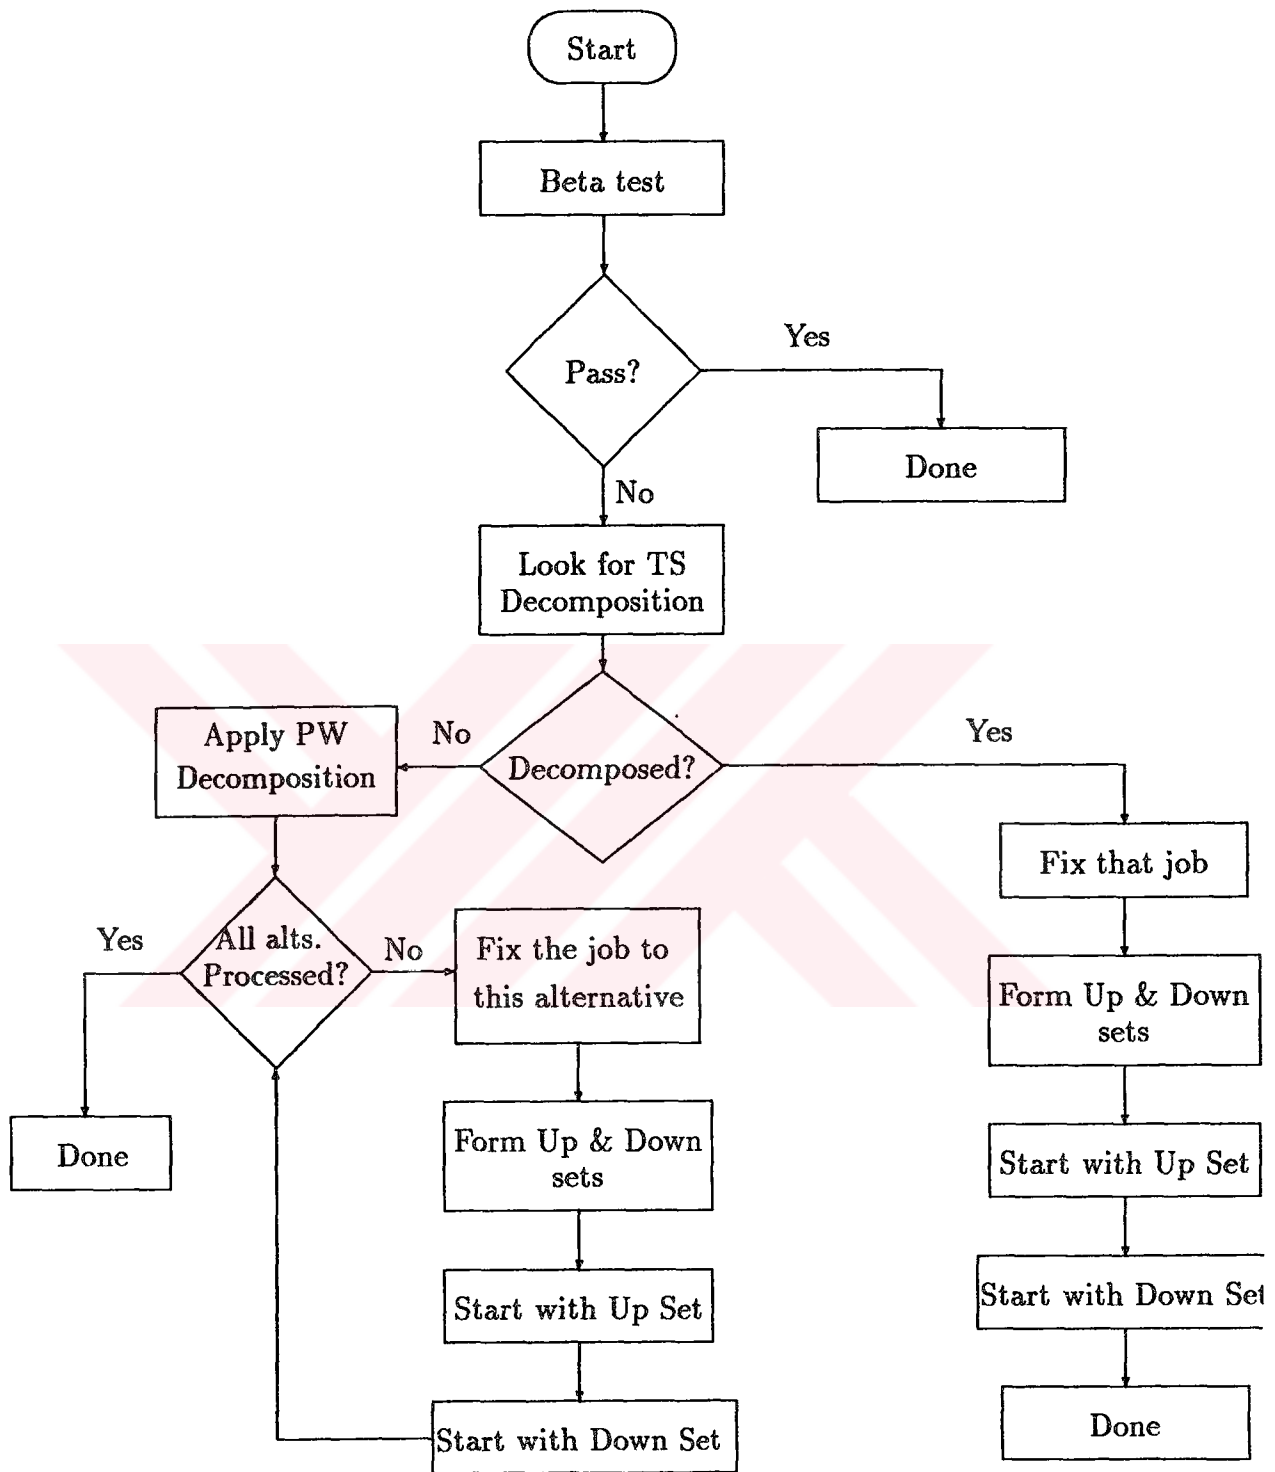 Start
Beta test
Pass?
Yes
Done
No
Look for TS
Decomposition
Decomposed?
No
Yes
Apply PW
Decomposition
Fix that job
All alts.
Processed?
Yes
No
Fix the job to
this alternative
Form Up & Down
sets
Done
Form Up & Down
sets
Start with Up Set
Start with Up Set
Start with Down Set
Start with Down Set
Done